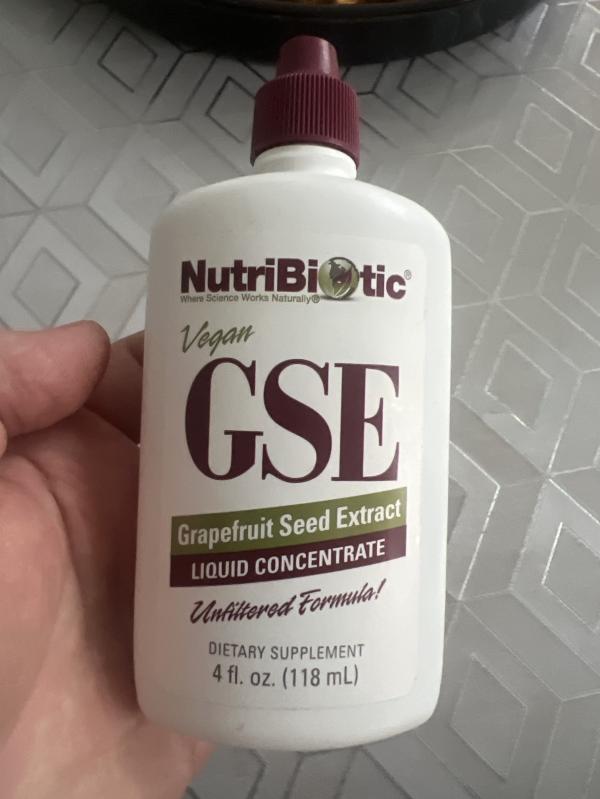 NutriBiotic®
Where Science Works Naturally®
Vegan
GSE
Grapefruit Seed Extract
LIQUID CONCENTRATE
Unfiltered Formula!
DIETARY SUPPLEMENT
4 fl. oz. (118 mL)